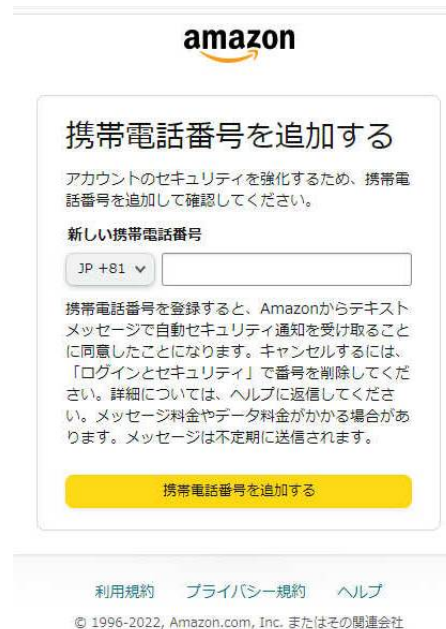 amazon
携帯電話番号を追加する
アカウントのセキュリティを強化するため、携帯電
話番号を追加して確認してください。
新しい携帯電話番号
JP +81
携帯電話番号を登録すると、Amazonからテキスト
メッセージで自動セキュリティ通知を受け取ること
に同意したことになります。キャンセルするには、
「ログインとセキュリティ」で番号を削除してくだ
さい。詳細については、ヘルプに返信してくださ
い。メッセージ料金やデータ料金がかかる場合があ
ります。メッセージは不定期に送信されます。
携帯電話番号を追加する
利用規約 プライバシー規約 ヘルプ
© 1996-2022, Amazon.com, Inc. またはその関連会社